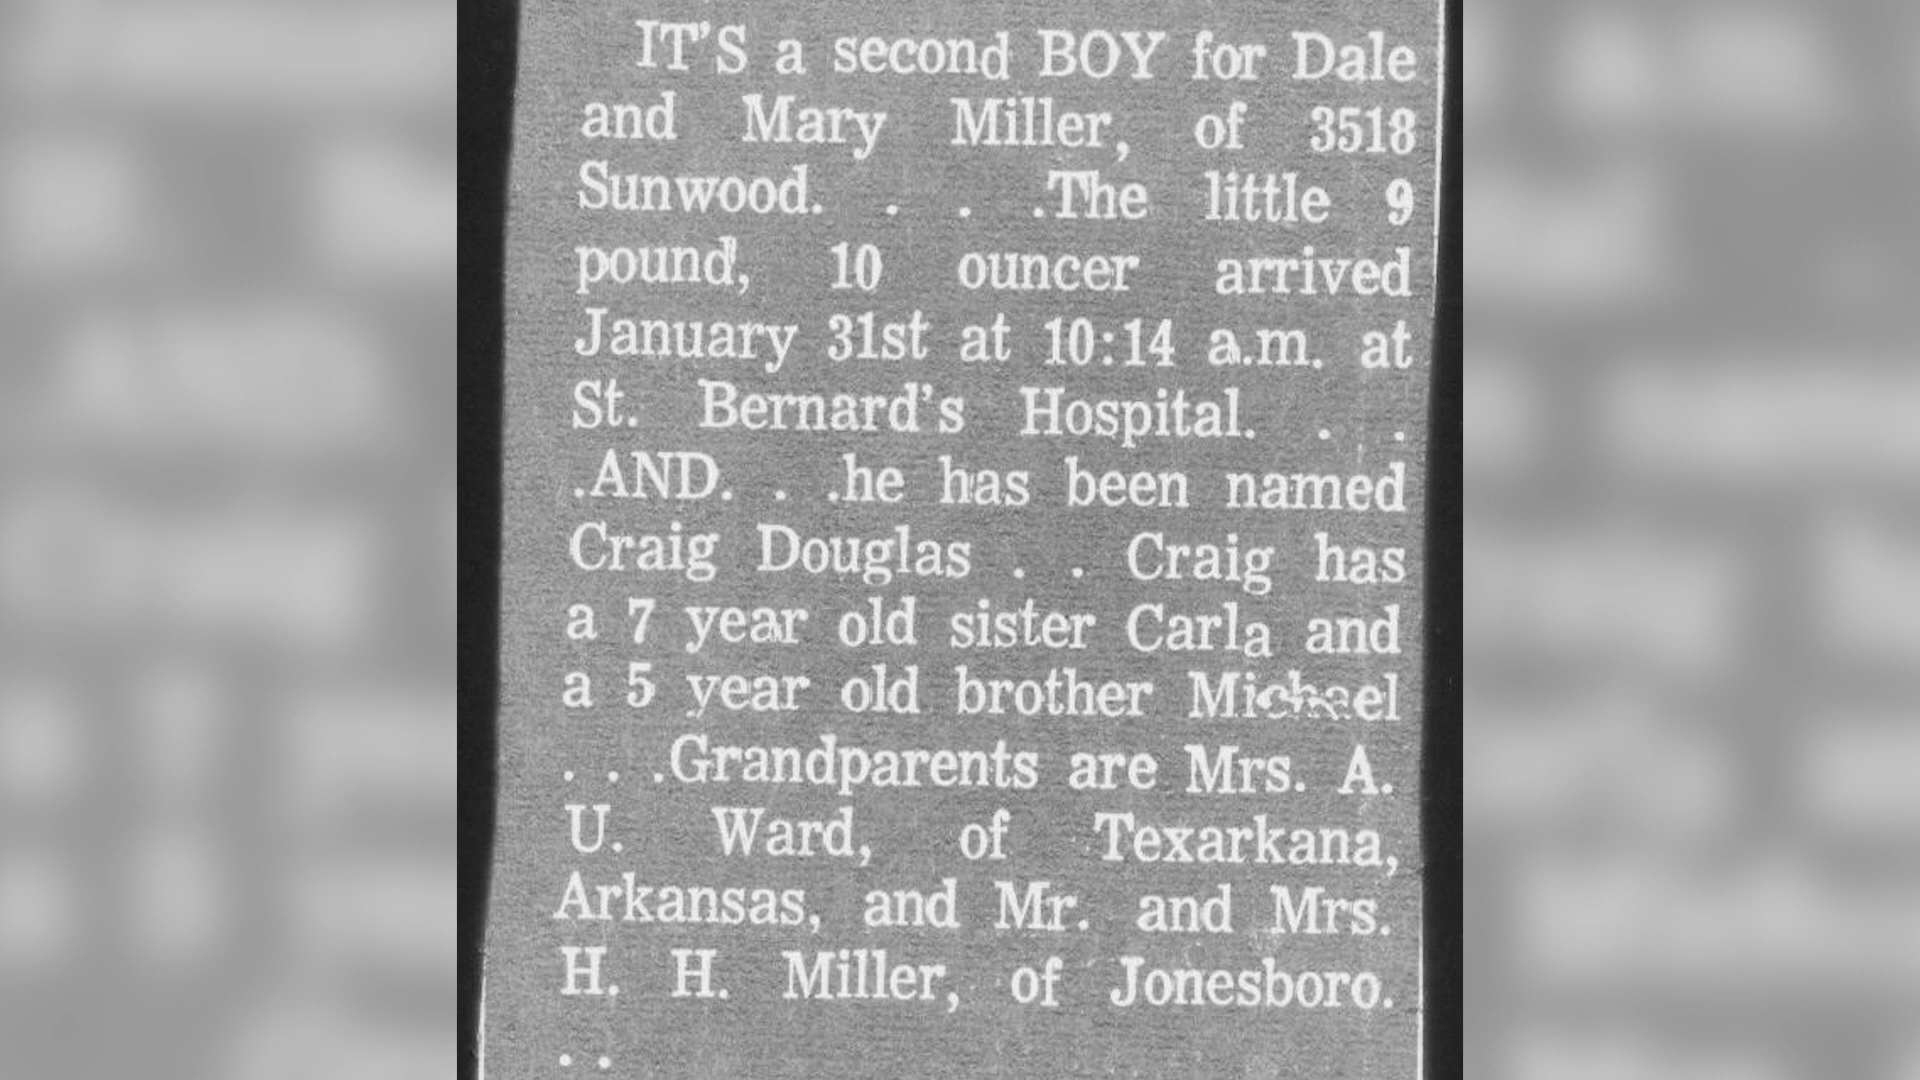 IT'S a second BOY for Dale
and Mary Miller, of 3518
Sunwood. . . .The little 9
pound, 10 ouncer arrived
January 31st at 10:14 a.m. at
St. Bernard's Hospital. . .
.AND. . .he has been named
Craig Douglas . . Craig has
a 7 year old sister Carla and
a 5 year old brother Michael
. . .Grandparents are Mrs. A.
U. Ward, of Texarkana,
Arkansas, and Mr. and Mrs.
H. H. Miller, of Jonesboro.
. .